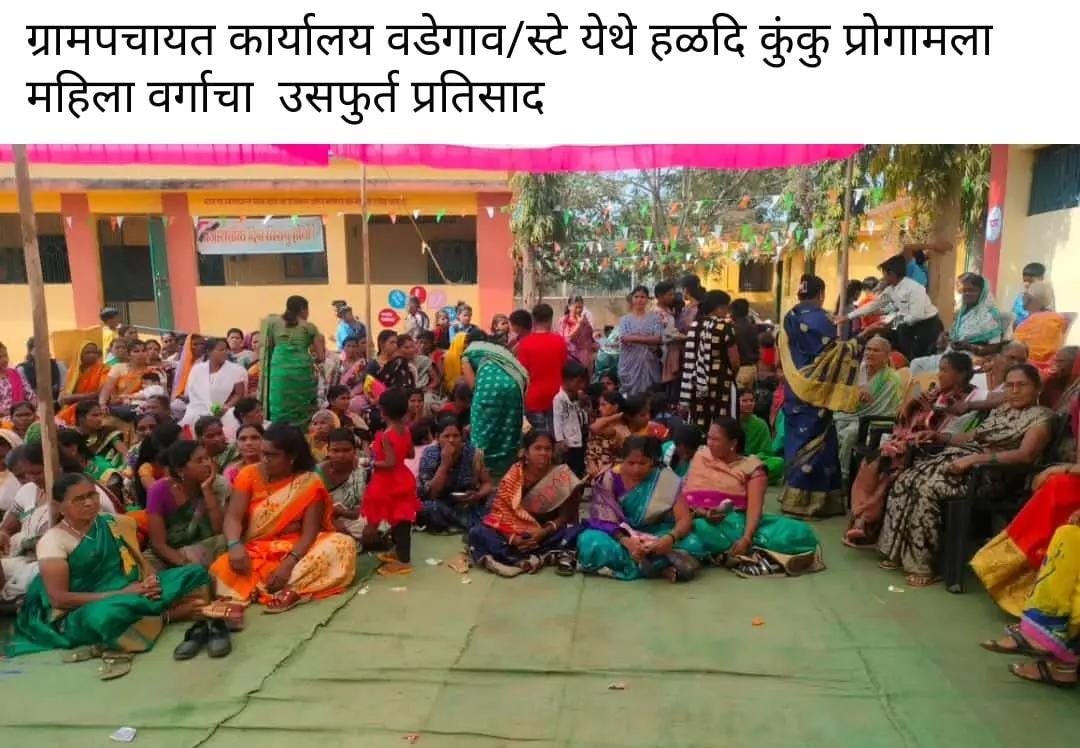 ग्रामपचायत कार्यालय वडेगाव/स्टे येथे हळदि कुंकु प्रोगामला
महिला वर्गाचा उसफुर्त प्रतिसाद